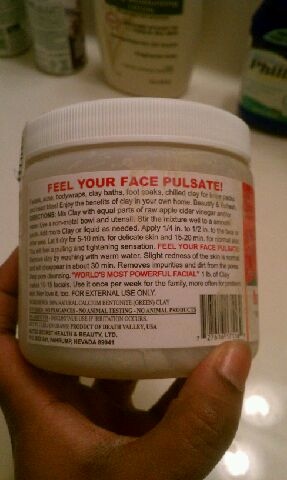 Phill
FEEL YOUR FACE PULSATE!
Facials, acne, bodywraps, clay baths, foot soaks, chilled clay for knee packs
and insect bites! Enjoy the benefits of clay in your own home. Beautify & Refresh
DIRECTIONS: Mix Clay with equal parts of raw apple cider vinegar and/or
water. Use a non-metal bowl and utensil. Stir the mixture well to a smooth
paste, add more Clay or liquid as needed. Apply 1/4 in. to 1/2 in. to the face or
other area. Let dry for 5-10 min. for delicate skin and 15-20 min. for normal skin.
You will feel a pulling and tightening sensation. FEEL YOUR FACE PULSATE!
Remove clay by washing with warm water. Slight redness of the skin is normal
and will disappear in about 30 min. Removes impurities and dirt from the pores.
Deep pore cleansing. "WORLD'S MOST POWERFUL FACIAL" 1 lb. of clay
makes 10-15 facials. Use it once per week for the family, more often for problem
skin. Men love it, too. FOR EXTERNAL USE ONLY.
100% NATURAL CALCIUM BENTONITE (GREEN) CLAY
NO FRAGRANCES - NO ANIMAL TESTING - NO ANIMAL PRODUCTS
DISCONTINUE USE IF IRRITATION OCCURS.
PRODUCT OF DEATH VALLEY, USA
AZTEC SECRET HEALTH & BEAUTY, LTD.
PAHRUMP, NEVADA 89041